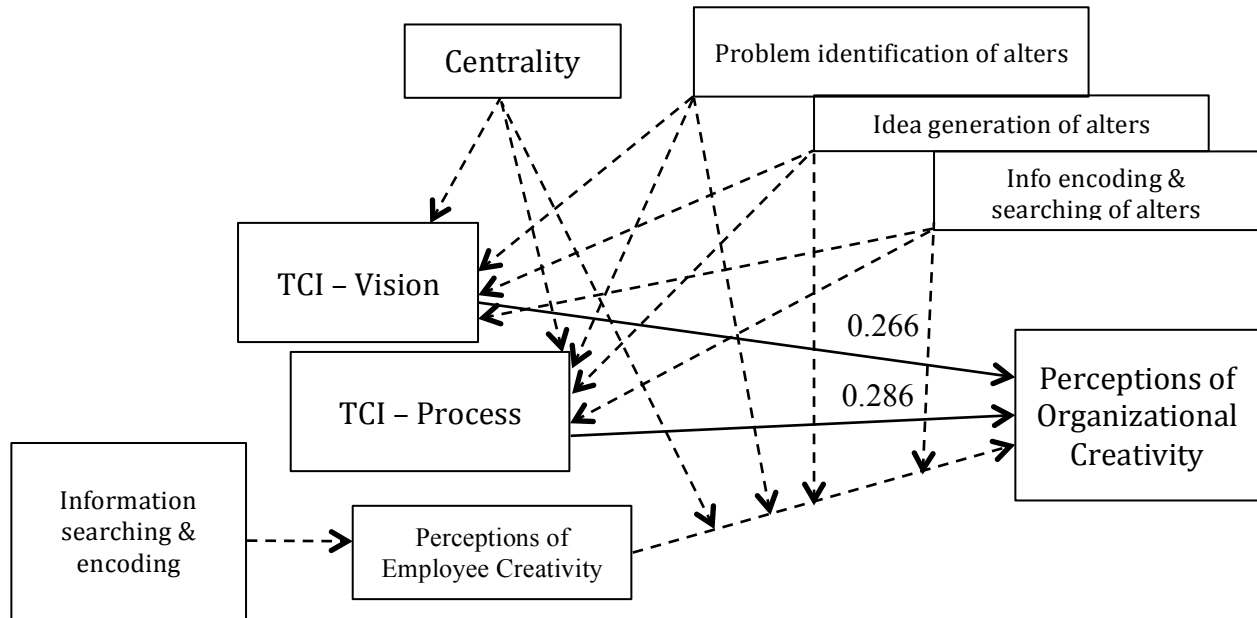 Centrality
Problem identification of alters
Idea generation of alters
Info encoding &
searching of alters
TCI – Vision
0.266
TCI – Process
0.286
Perceptions of
Organizational
Creativity
Information
searching &
encoding
Perceptions of
Employee Creativity